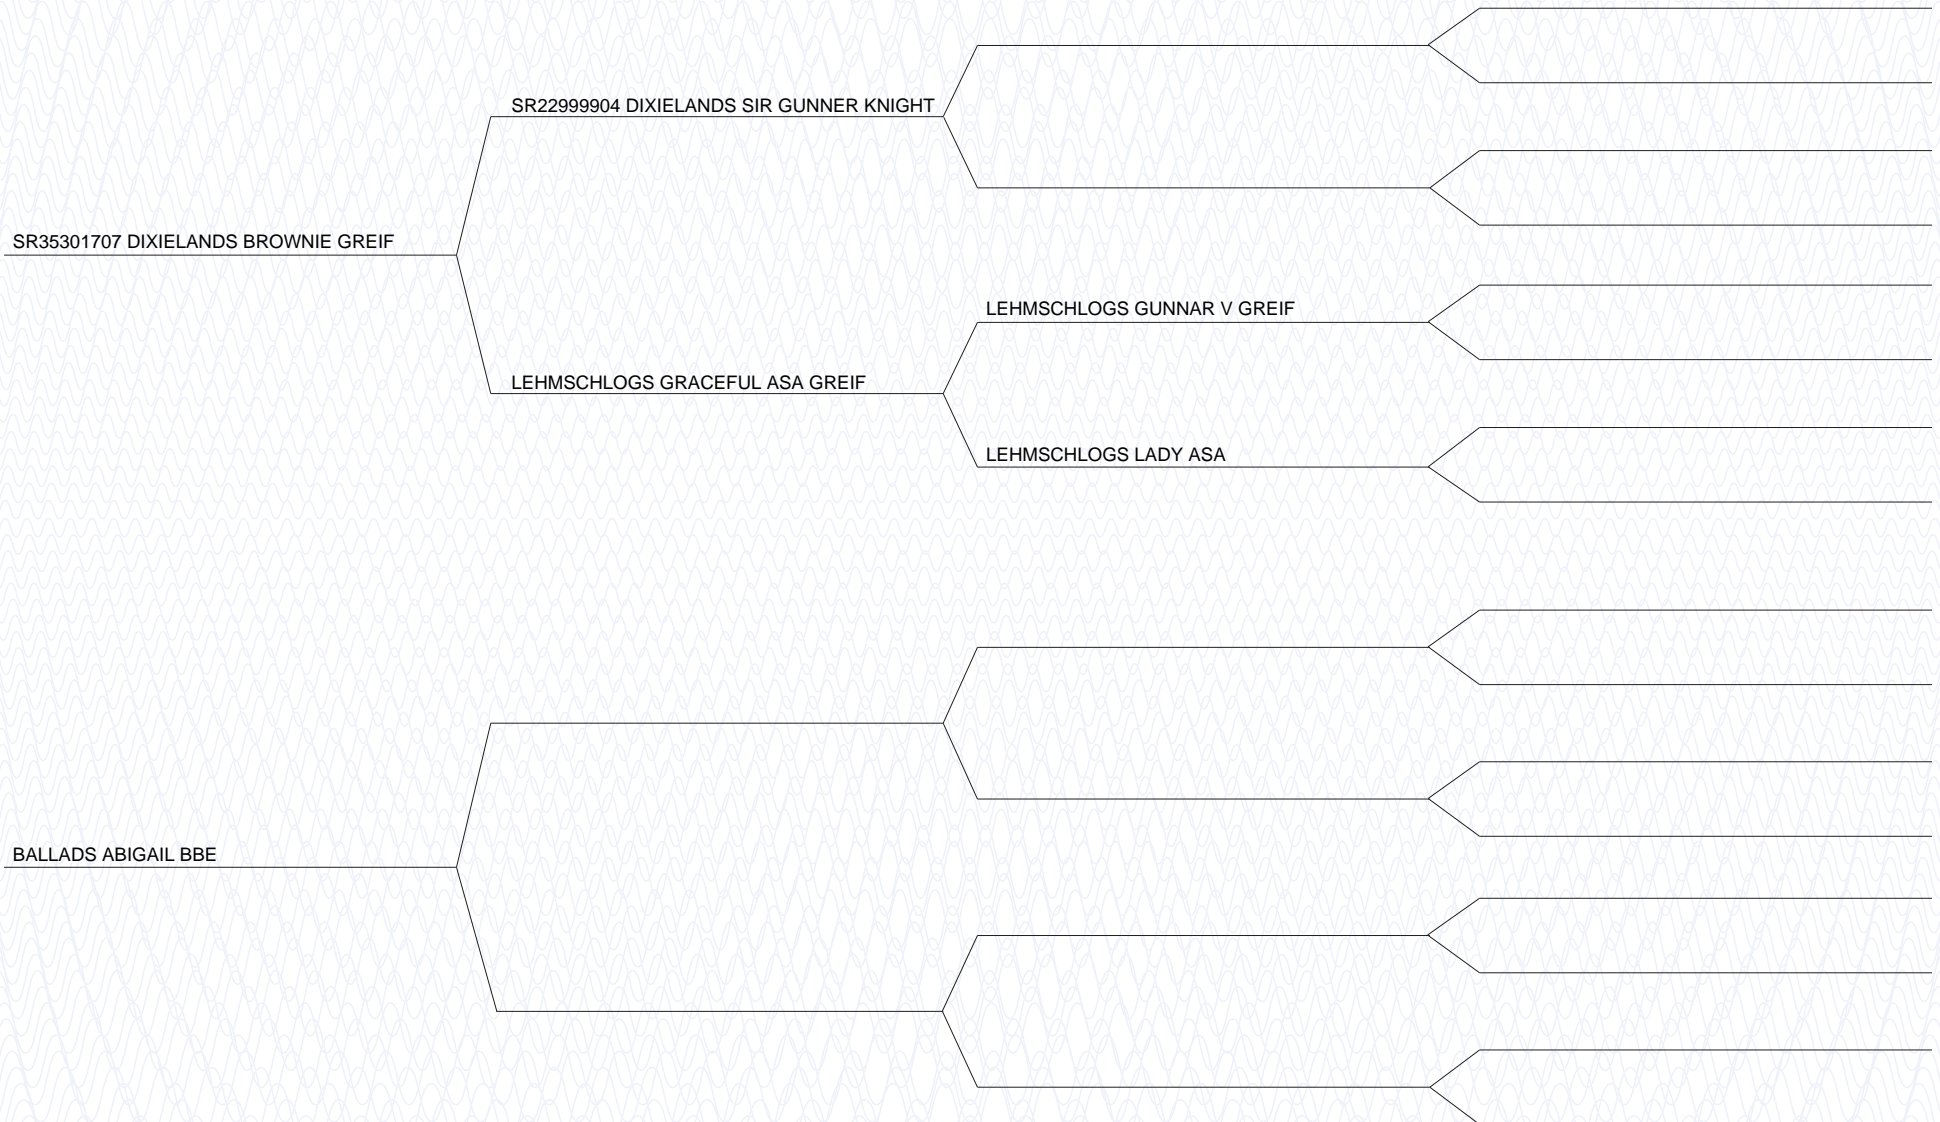 SR22999904 DIXIELANDS SIR GUNNER KNIGHT
SR35301707 DIXIELANDS BROWNIE GREIF
LEHMSCHLOGS GUNNAR V GREIF
LEHMSCHLOGS GRACEFUL ASA GREIF
LEHMSCHLOGS LADY ASA
BALLADS ABIGAIL BBE